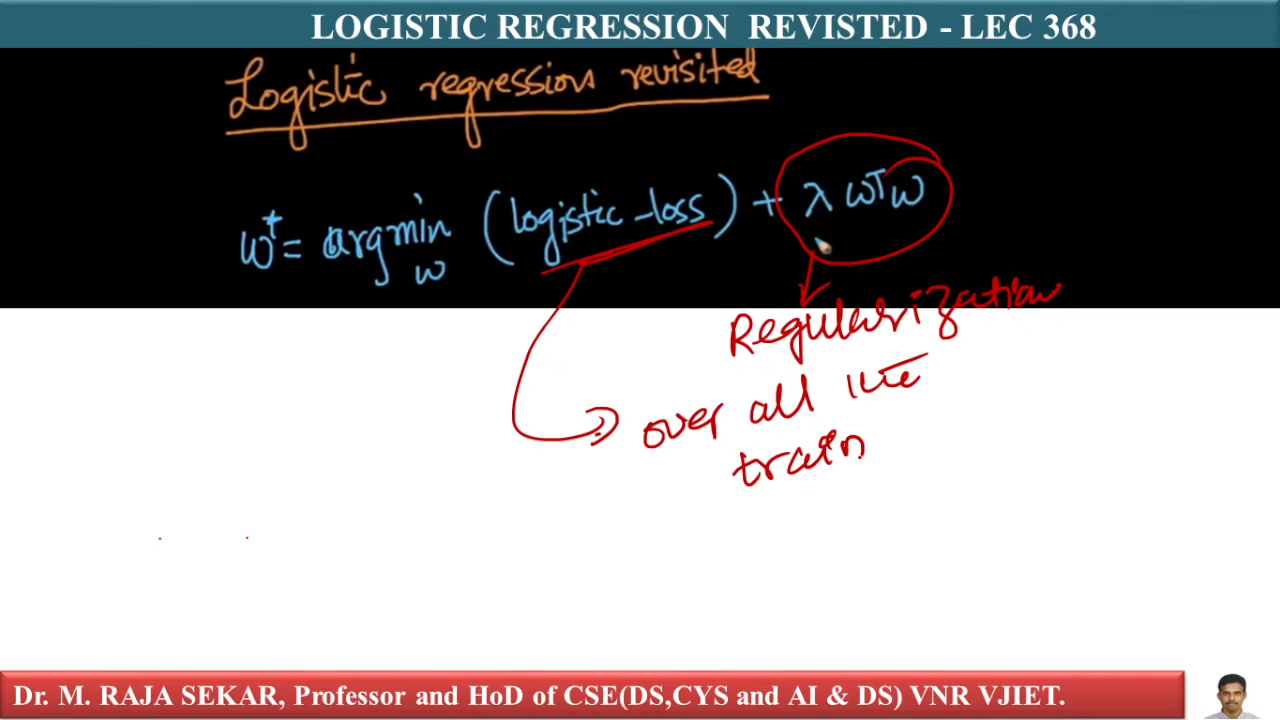 LOGISTIC REGRESSION REVISTED - LEC 368
Logistic regression revisited
w* = argmin (logistic-loss) + λ wᵀw
w
Regularization
over all the
train
Dr. M. RAJA SEKAR, Professor and HoD of CSE(DS,CYS and AI & DS) VNR VJIET.